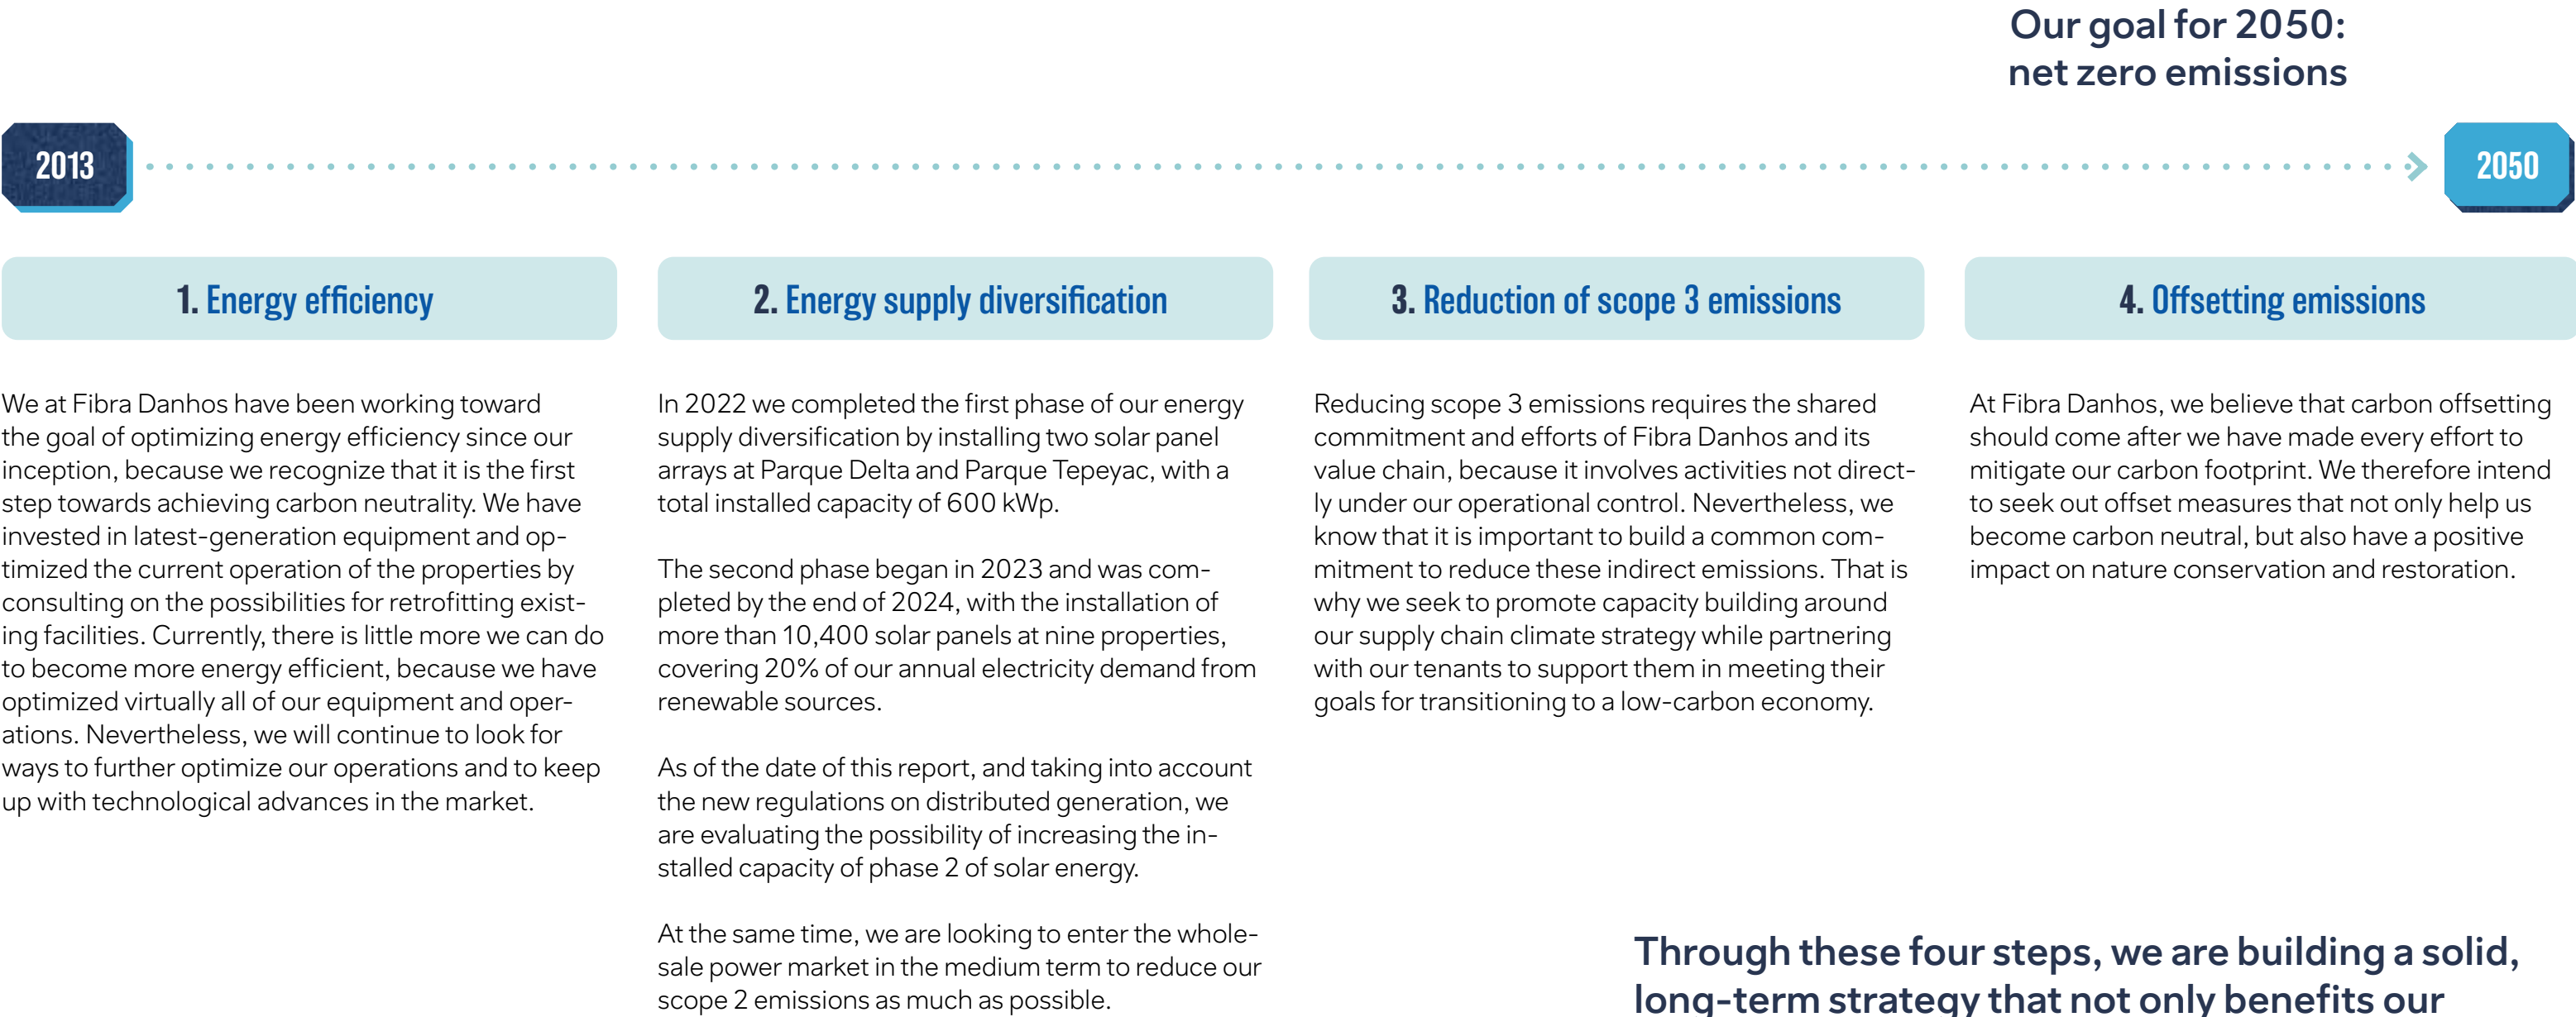 Our goal for 2050:
net zero emissions
2013
2050
1. Energy efficiency
We at Fibra Danhos have been working toward
the goal of optimizing energy efficiency since our
inception, because we recognize that it is the first
step towards achieving carbon neutrality. We have
invested in latest-generation equipment and op-
timized the current operation of the properties by
consulting on the possibilities for retrofitting exist-
ing facilities. Currently, there is little more we can do
to become more energy efficient, because we have
optimized virtually all of our equipment and oper-
ations. Nevertheless, we will continue to look for
ways to further optimize our operations and to keep
up with technological advances in the market.
2. Energy supply diversification
In 2022 we completed the first phase of our energy
supply diversification by installing two solar panel
arrays at Parque Delta and Parque Tepeyac, with a
total installed capacity of 600 kWp.
The second phase began in 2023 and was com-
pleted by the end of 2024, with the installation of
more than 10,400 solar panels at nine properties,
covering 20% of our annual electricity demand from
renewable sources.
As of the date of this report, and taking into account
the new regulations on distributed generation, we
are evaluating the possibility of increasing the in-
stalled capacity of phase 2 of solar energy.
At the same time, we are looking to enter the whole-
sale power market in the medium term to reduce our
scope 2 emissions as much as possible.
3. Reduction of scope 3 emissions
Reducing scope 3 emissions requires the shared
commitment and efforts of Fibra Danhos and its
value chain, because it involves activities not direct-
ly under our operational control. Nevertheless, we
know that it is important to build a common com-
mitment to reduce these indirect emissions. That is
why we seek to promote capacity building around
our supply chain climate strategy while partnering
with our tenants to support them in meeting their
goals for transitioning to a low-carbon economy.
4. Offsetting emissions
At Fibra Danhos, we believe that carbon offsetting
should come after we have made every effort to
mitigate our carbon footprint. We therefore intend
to seek out offset measures that not only help us
become carbon neutral, but also have a positive
impact on nature conservation and restoration.
Through these four steps, we are building a solid,
long-term strategy that not only benefits our